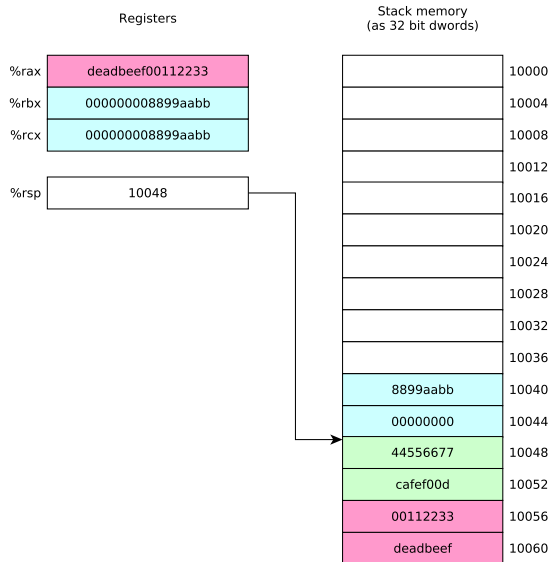 Registers
Stack memory
(as 32 bit dwords)
%rax deadbeef00112233
%rbx 000000008899aabb
%rcx 000000008899aabb
%rsp 10048
10000
10004
10008
10012
10016
10020
10024
10028
10032
10036
8899aabb 10040
00000000 10044
44556677 10048
cafef00d 10052
00112233 10056
deadbeef 10060